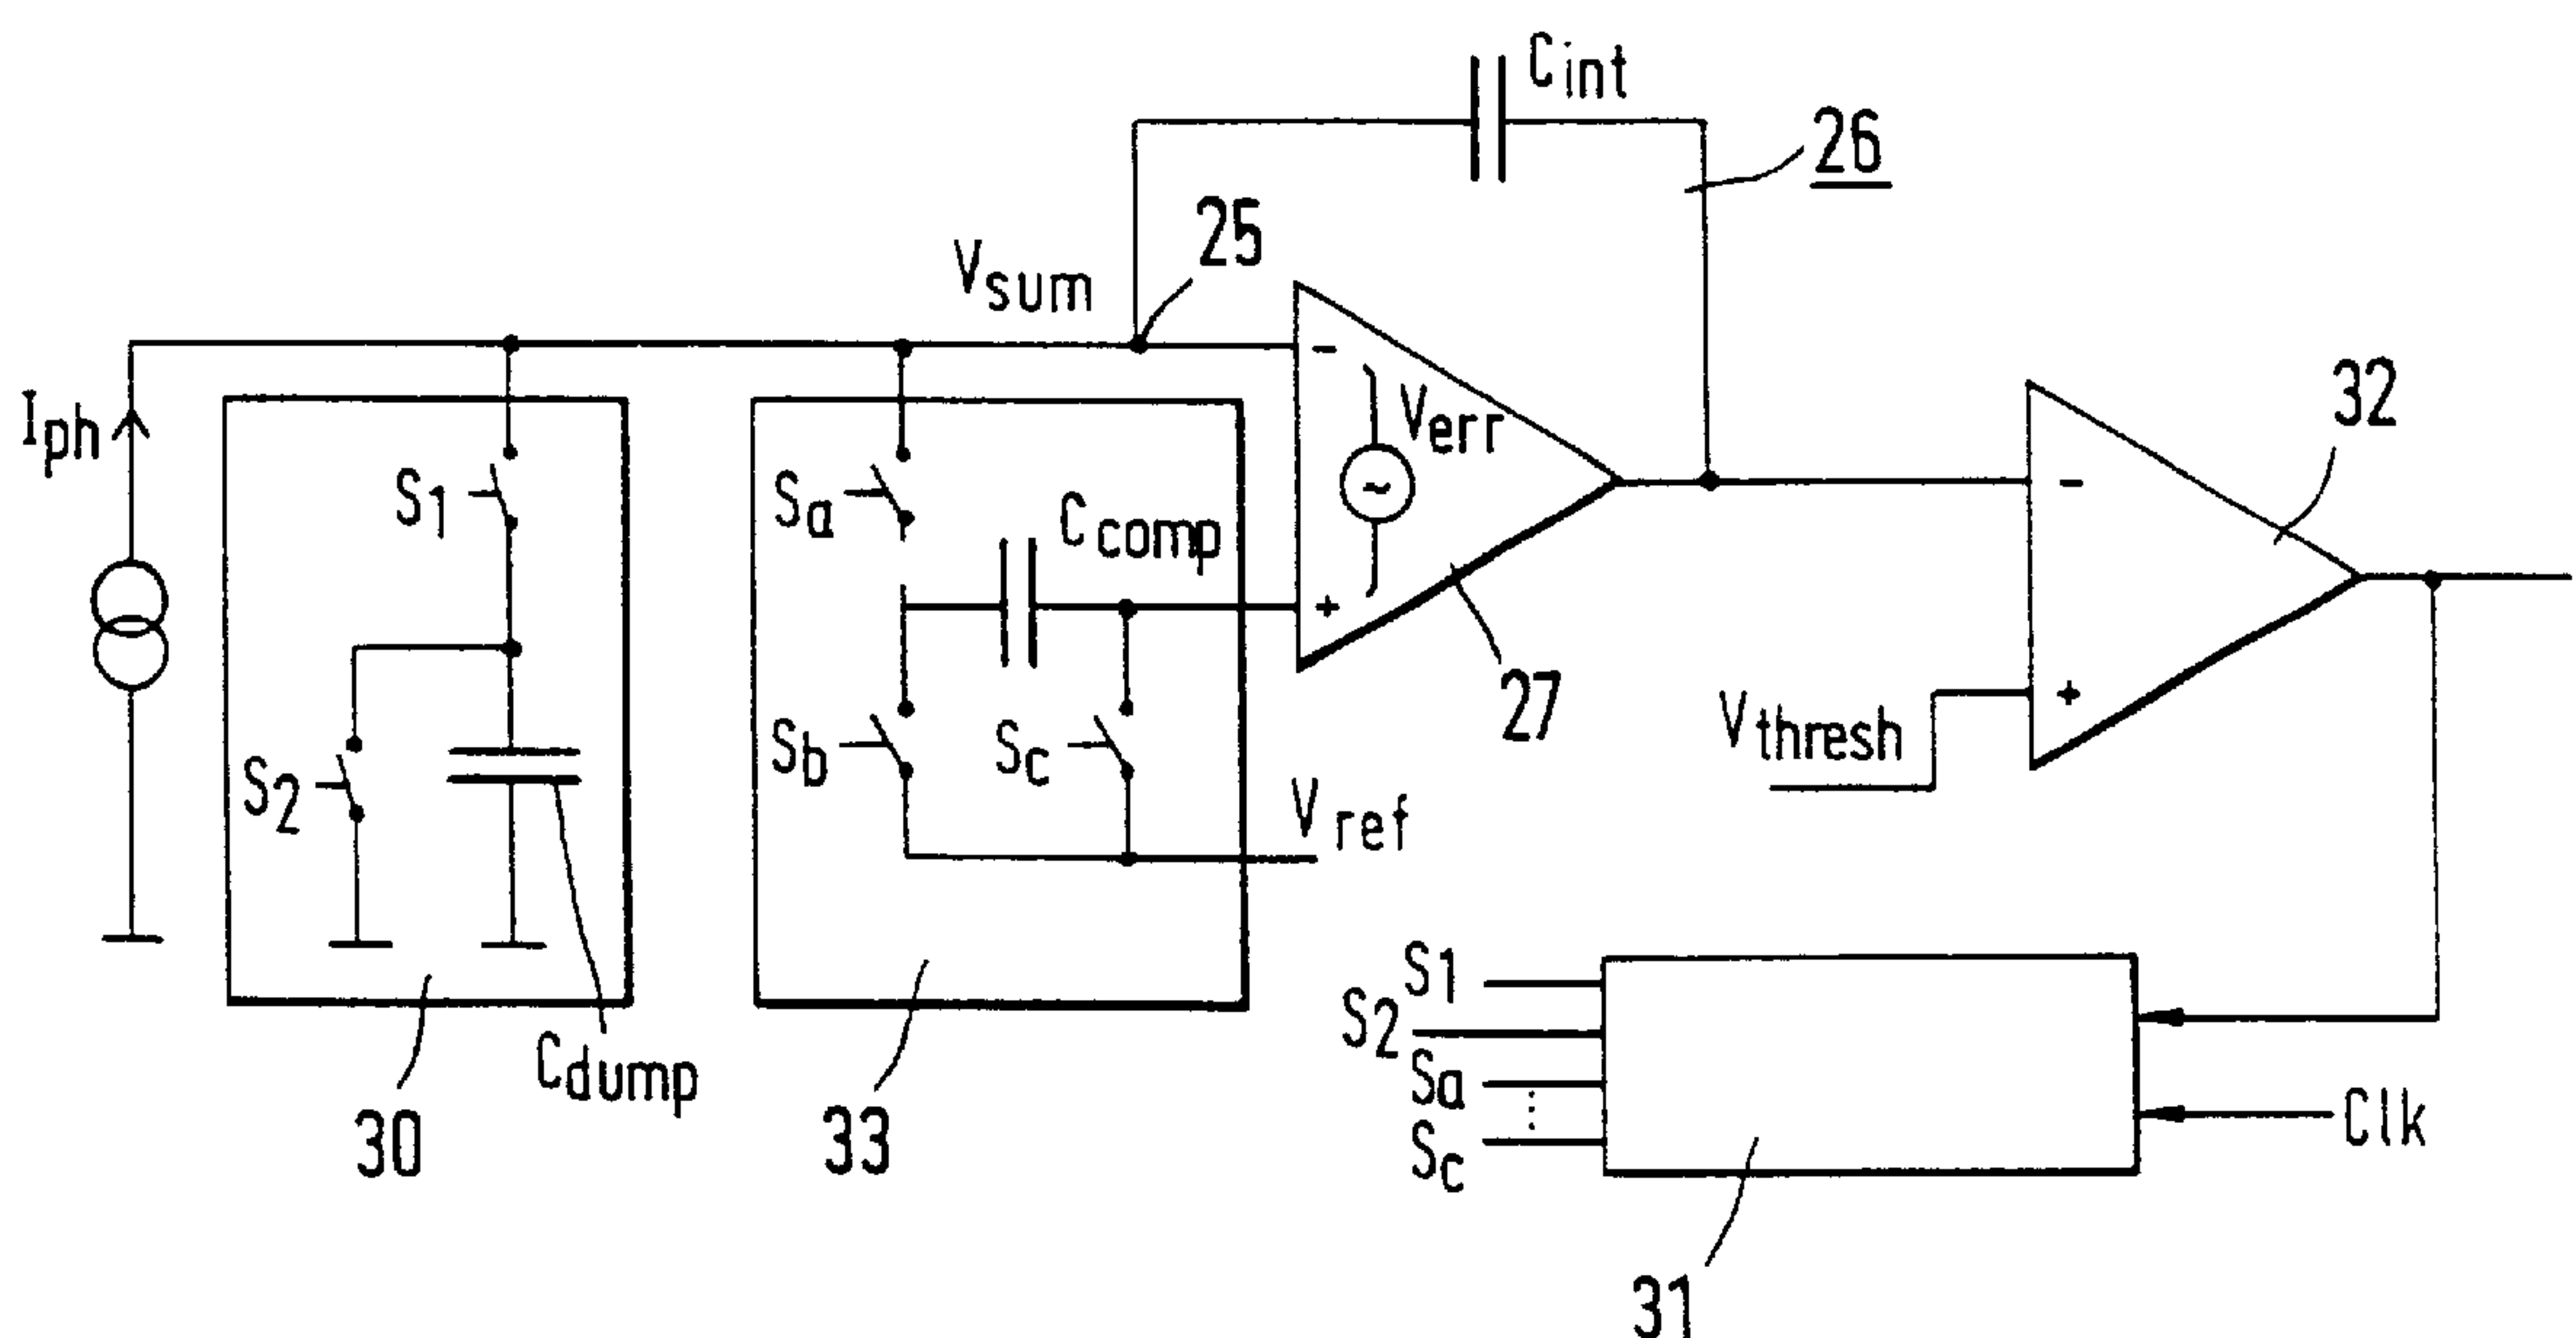 Cint
26
25
Vsum
Verr
32
Iph
-
S1
Sa
Ccomp
~
-
+
27
+
S2
Sb
Sc
Vthresh
Vref
S1
S2
Sa
Sc
Clk
Cdump
30
33
31